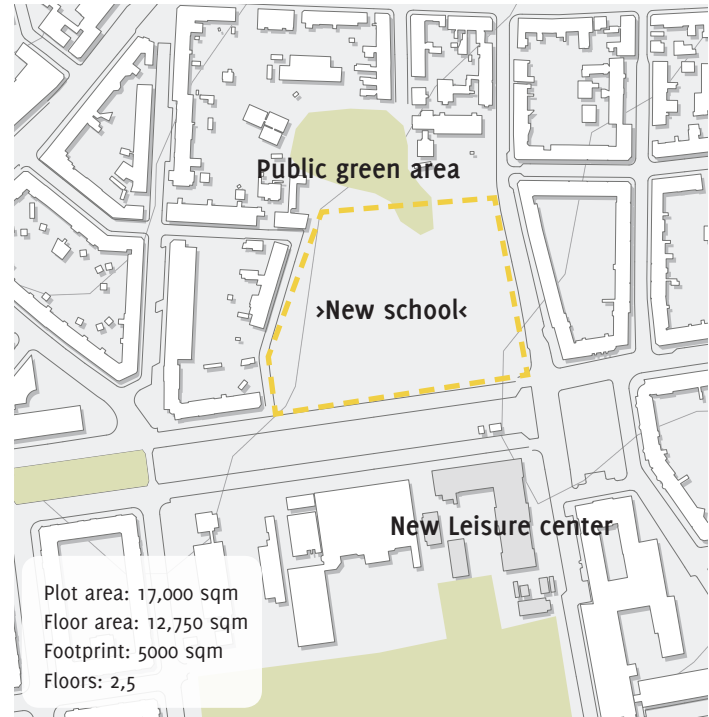 Public green area
›New school‹
New Leisure center
Plot area: 17,000 sqm
Floor area: 12,750 sqm
Footprint: 5000 sqm
Floors: 2,5